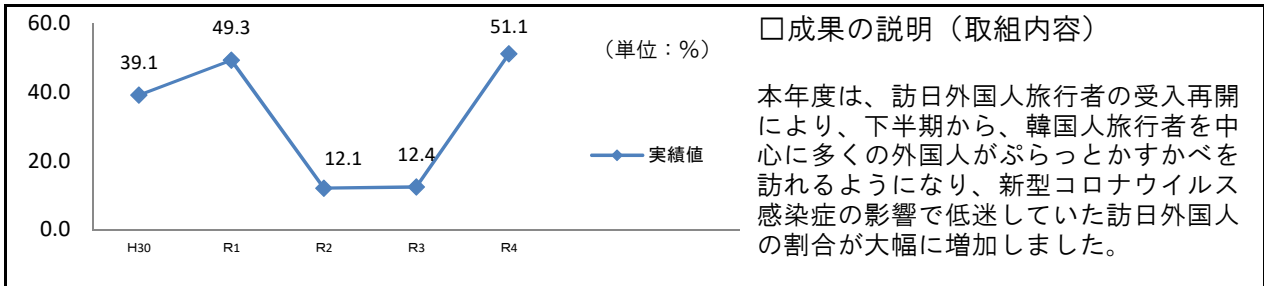 60.0
40.0
20.0
0.0
39.1
49.3
12.1
12.4
51.1
（単位：％）
実績値
H30
R1
R2
R3
R4
□成果の説明（取組内容）
本年度は、訪日外国人旅行者の受入再開
により、下半期から、韓国人旅行者を中
心に多くの外国人がぷらっとかすかべを
訪れるようになり、新型コロナウイルス
感染症の影響で低迷していた訪日外国人
の割合が大幅に増加しました。